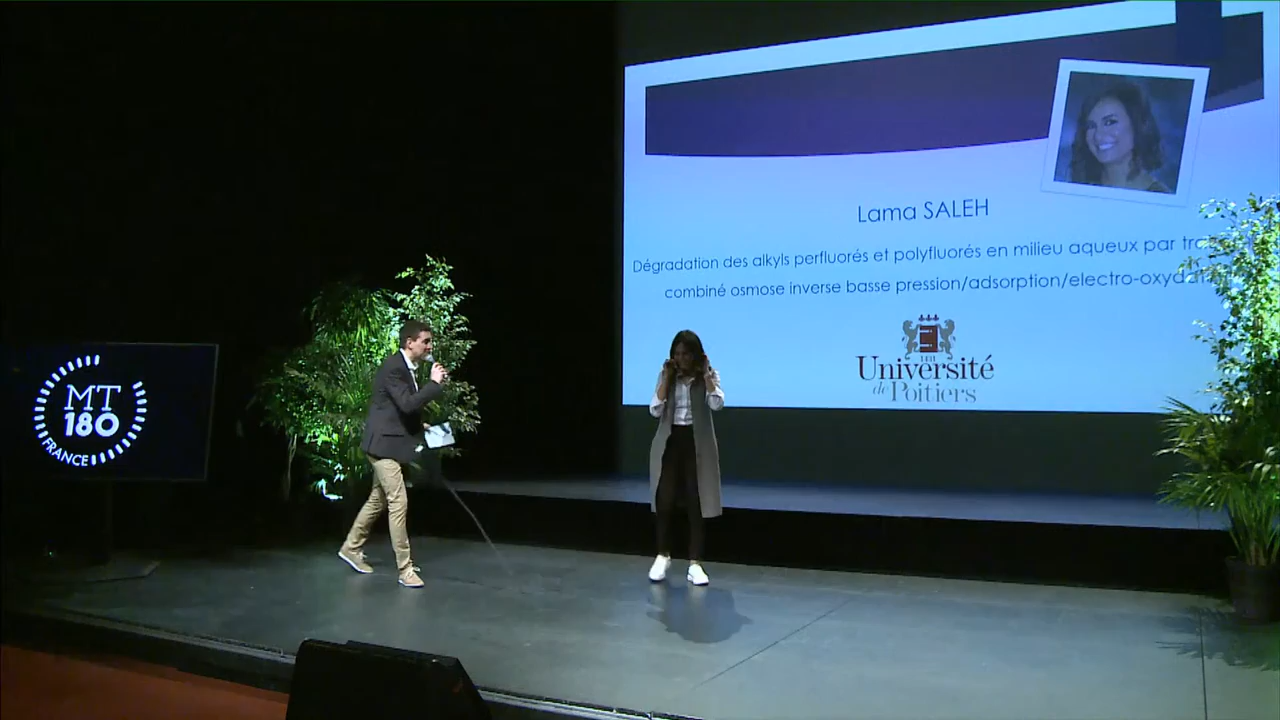 Lama SALEH
Dégradation des alkyls perfluorés et polyfluorés en milieu aqueux par
combiné osmose inverse basse pression/adsorption/electro-oxyda
Université
de Poitiers
MT
180
FRANCE